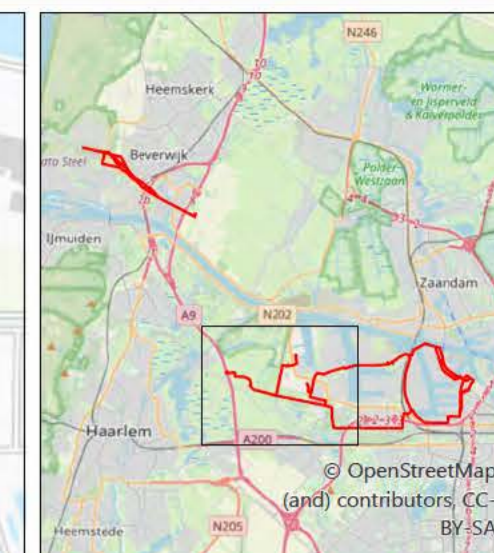 N246
Heemskerk
Wormer-
en Jisperveld
& Kalverpolder
ata Steel
Beverwijk
Polder
Westzaan
IJmuiden
Zaandam
A9
N202
Haarlem
A200
© OpenStreetMap
(and) contributors, CC-
BY-SA
Heemstede
N205